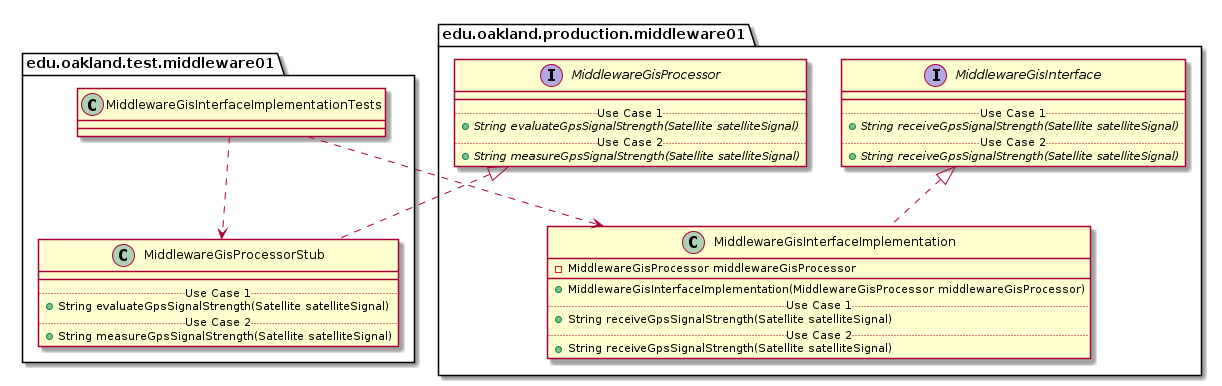 edu.oakland.test.middleware01
C MiddlewareGisInterfaceImplementationTests
C MiddlewareGisProcessorStub
Use Case 1
String evaluateGpsSignalStrength(Satellite satelliteSignal)
Use Case 2
String measureGpsSignalStrength(Satellite satelliteSignal)
edu.oakland.production.middleware01
I MiddlewareGisProcessor
Use Case 1
String evaluateGpsSignalStrength(Satellite satelliteSignal)
Use Case 2
String measureGpsSignalStrength(Satellite satelliteSignal)
I MiddlewareGisInterface
Use Case 1
String receiveGpsSignalStrength(Satellite satelliteSignal)
Use Case 2
String receiveGpsSignalStrength(Satellite satelliteSignal)
C MiddlewareGisInterfaceImplementation
MiddlewareGisProcessor middlewareGisProcessor
MiddlewareGisInterfaceImplementation(MiddlewareGisProcessor middlewareGisProcessor)
Use Case 1
String receiveGpsSignalStrength(Satellite satelliteSignal)
Use Case 2
String receiveGpsSignalStrength(Satellite satelliteSignal)